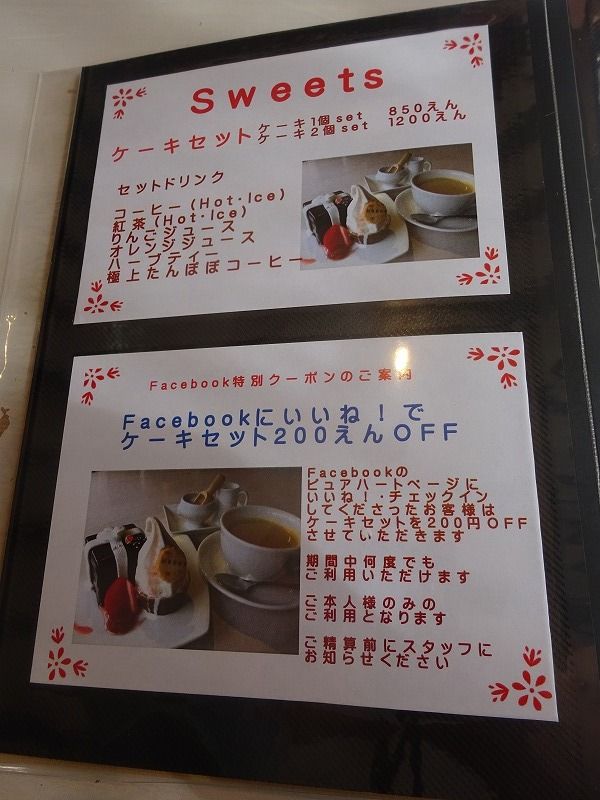 Sweets
ケーキセット
ケーキ1個set 850えん
ケーキ2個set 1200えん
セットドリンク
コーヒー(Hot・Ice)
紅茶(Hot・Ice)
りんごジュース
オレンジジュース
ハーブティー
極上たんぽぽコーヒー
Facebook特別クーポンのご案内
Facebookにいいね!で
ケーキセット200えんOFF
Facebookの
ピュアハートページに
いいね!・チェックイン
してくださったお客様は
ケーキセットを200円OFF
させていただきます
期間中何度でも
ご利用いただけます
ご本人様のみの
ご利用となります
ご精算前にスタッフに
お知らせください